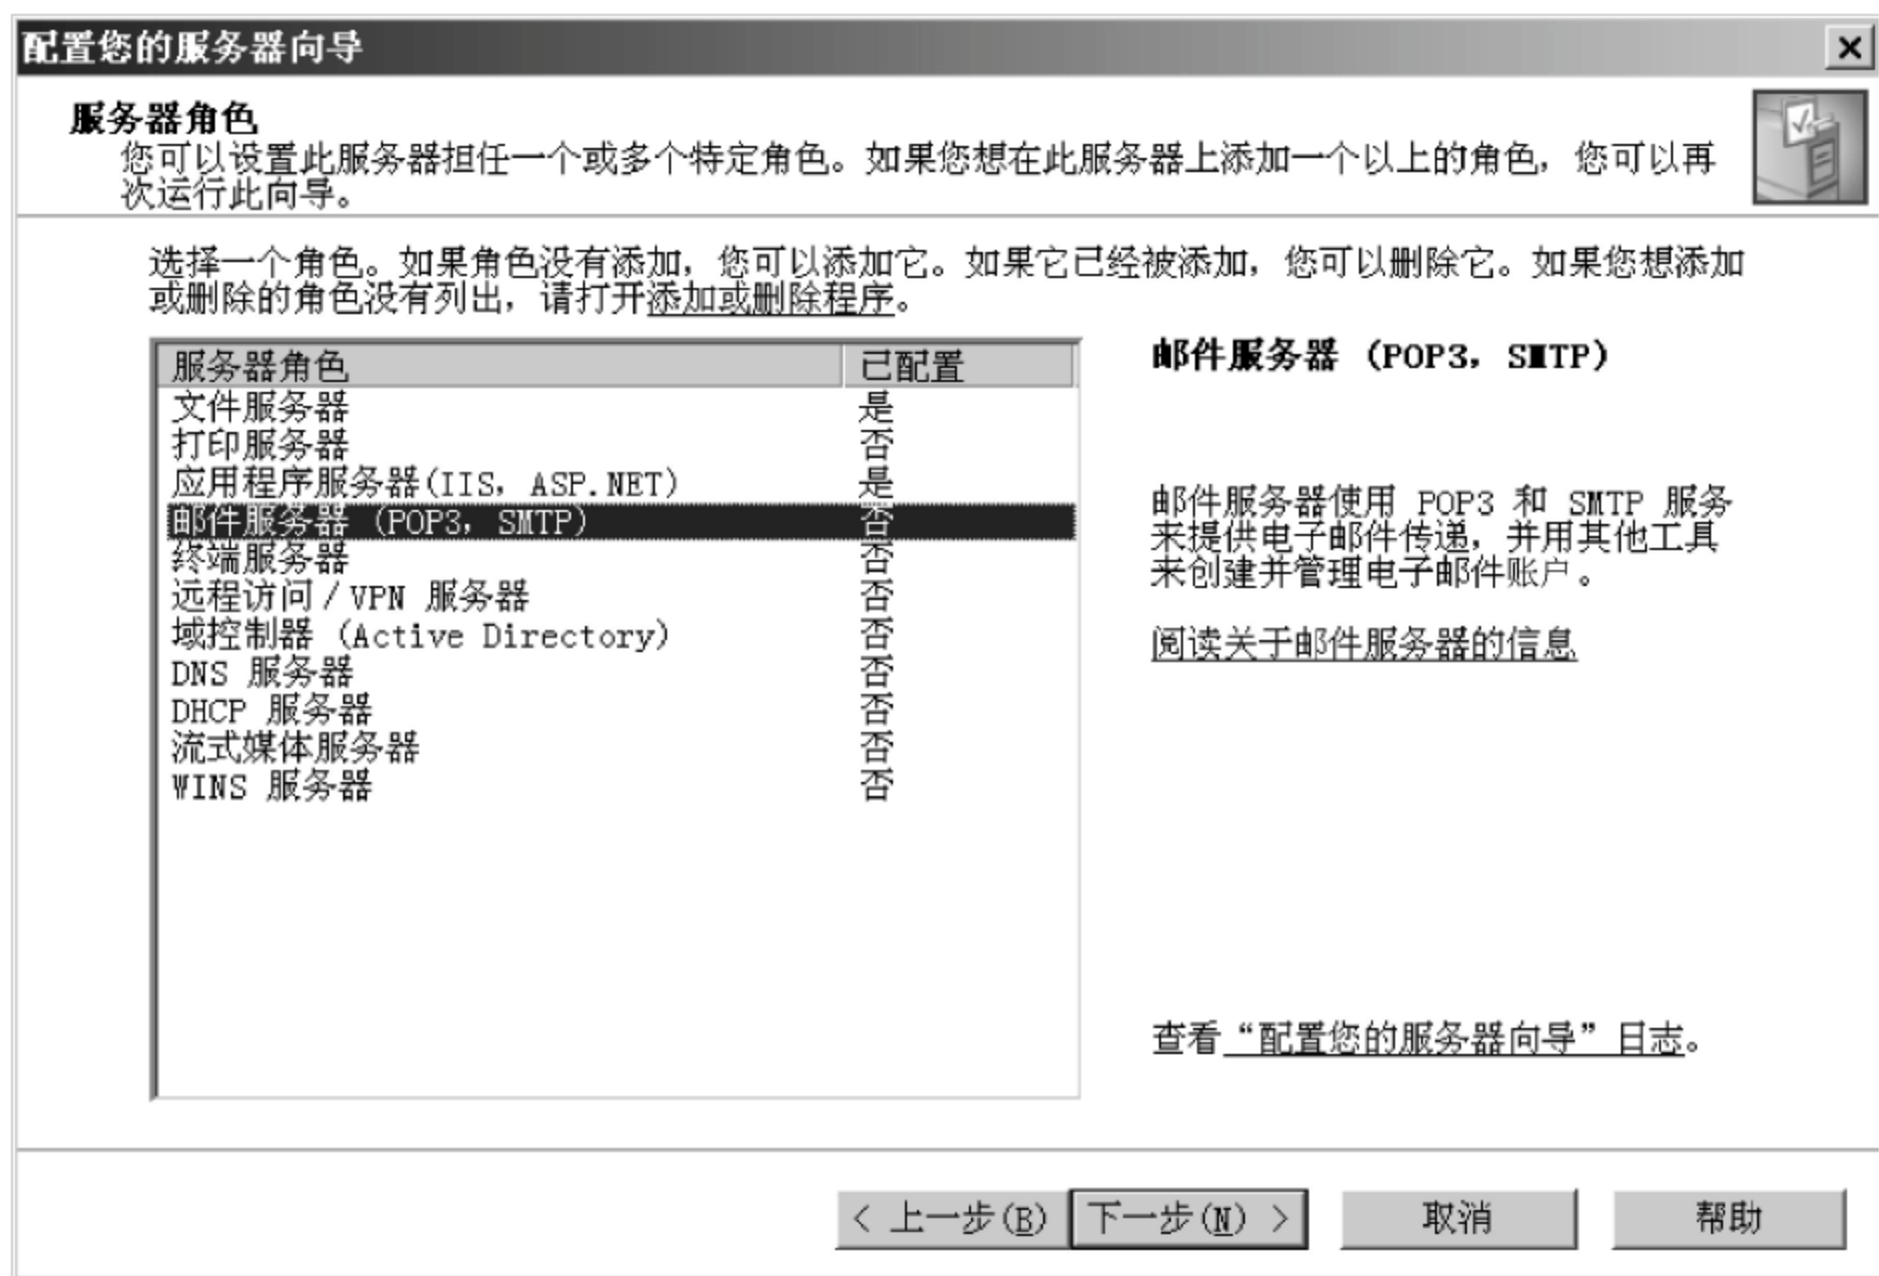 配置您的服务器向导
服务器角色
您可以设置此服务器担任一个或多个特定角色。如果您想在此服务器上添加一个以上的角色，您可以再
次运行此向导。
选择一个角色。如果角色没有添加，您可以添加它。如果它已经被添加，您可以删除它。如果您想添加
或删除的角色没有列出，请打开添加或删除程序。
服务器角色 已配置
文件服务器 是
打印服务器 否
应用程序服务器(IIS, ASP.NET) 是
邮件服务器 (POP3, SMTP) 否
终端服务器 否
远程访问/VPN 服务器 否
域控制器 (Active Directory) 否
DNS 服务器 否
DHCP 服务器 否
流式媒体服务器 否
WINS 服务器 否
邮件服务器 (POP3, SMTP)
邮件服务器使用 POP3 和 SMTP 服务
来提供电子邮件传递，并用其他工具
来创建并管理电子邮件账户。
阅读关于邮件服务器的信息
查看“配置您的服务器向导”日志。
< 上一步(B) 下一步(N) > 取消 帮助